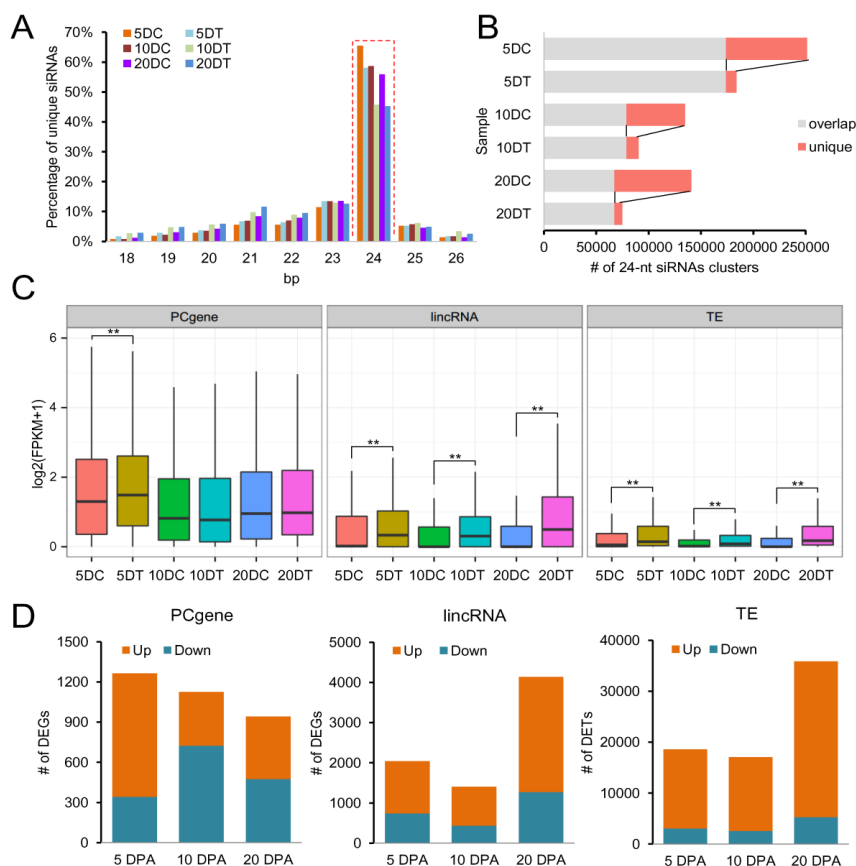 A
70%
60%
50%
40%
30%
20%
10%
0%
Percentage of unique siRNAs
5DC 5DT
10DC 10DT
20DC 20DT
18 19 20 21 22 23 24 25 26
bp
B
5DC
5DT
10DC
10DT
20DC
20DT
Sample
overlap
unique
0 50000 100000 150000 200000 250000
# of 24-nt siRNAs clusters
C
PCgene lincRNA TE
6
4
2
0
log2(FPKM+1)
**
**
**
**
**
**
**
5DC 5DT 10DC 10DT 20DC 20DT
5DC 5DT 10DC 10DT 20DC 20DT
5DC 5DT 10DC 10DT 20DC 20DT
D
PCgene
Up Down
1500
1200
900
600
300
0
# of DEGs
5 DPA 10 DPA 20 DPA
lincRNA
Up Down
5000
4000
3000
2000
1000
0
# of DEGs
5 DPA 10 DPA 20 DPA
TE
Up Down
40000
30000
20000
10000
0
# of DETs
5 DPA 10 DPA 20 DPA